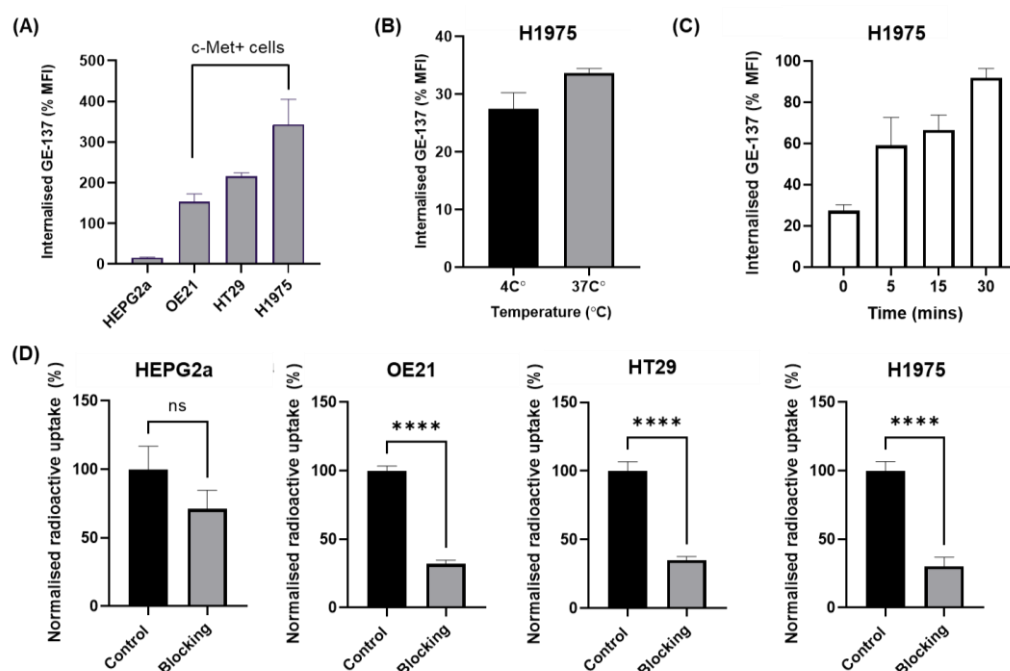 (A)
c-Met+ cells
Internalised GE-137 (% MFI)
500
400
300
200
100
0
HEPG2a
OE21
HT29
H1975
(B)
H1975
Internalised GE-137 (% MFI)
40
30
20
10
0
4C°
37C°
Temperature (°C)
(C)
H1975
Internalised GE-137 (% MFI)
100
80
60
40
20
0
0
5
15
30
Time (mins)
(D)
HEPG2a
Normalised radioactive uptake (%)
150
100
50
0
ns
Control
Blocking
OE21
Normalised radioactive uptake (%)
150
100
50
0
****
Control
Blocking
HT29
Normalised radioactive uptake (%)
150
100
50
0
****
Control
Blocking
H1975
Normalised radioactive uptake (%)
150
100
50
0
****
Control
Blocking